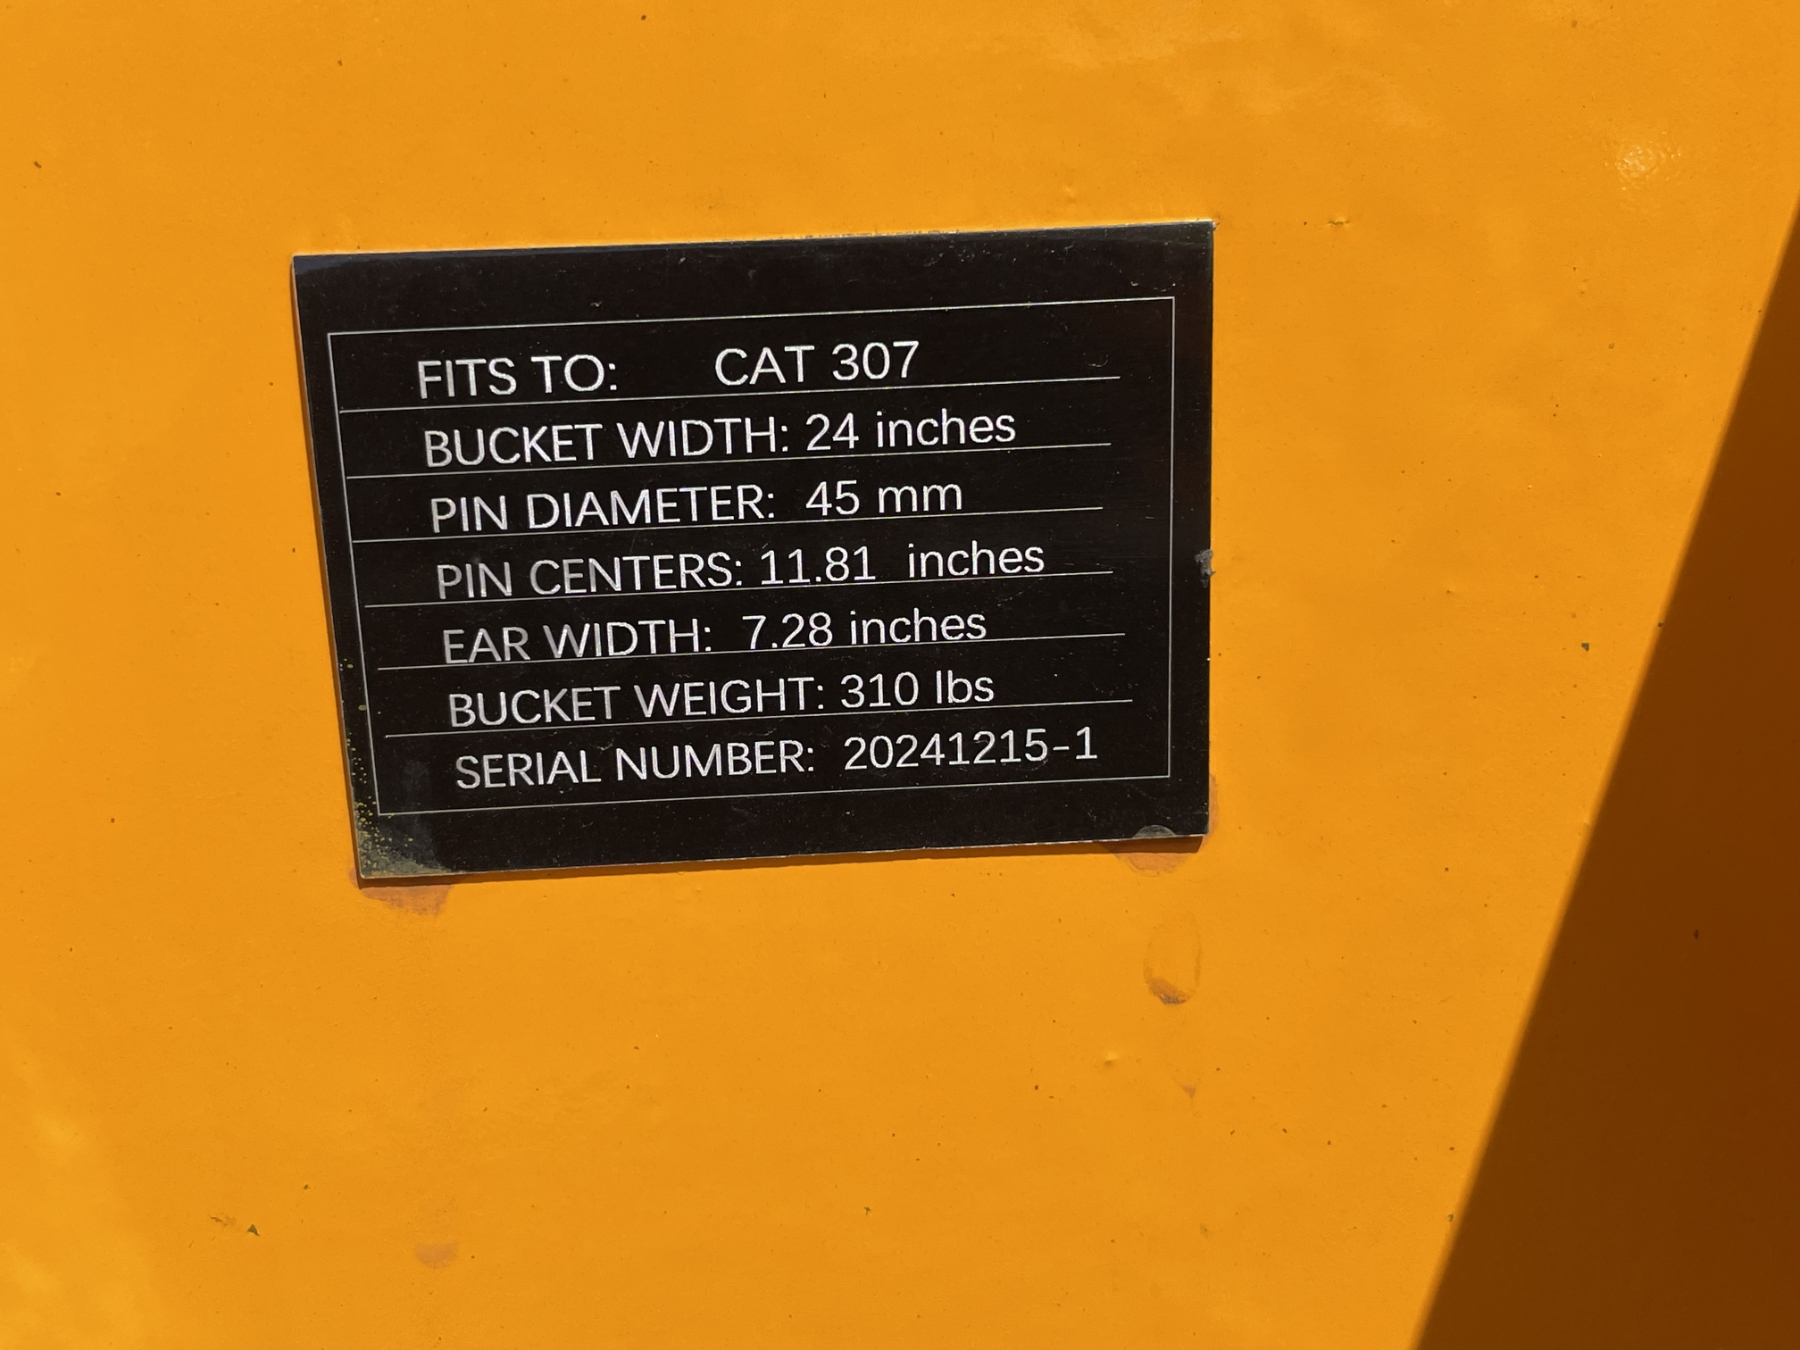 FITS TO: CAT 307
BUCKET WIDTH: 24 inches
PIN DIAMETER: 45 mm
PIN CENTERS: 11.81 inches
EAR WIDTH: 7.28 inches
BUCKET WEIGHT: 310 lbs
SERIAL NUMBER: 20241215-1